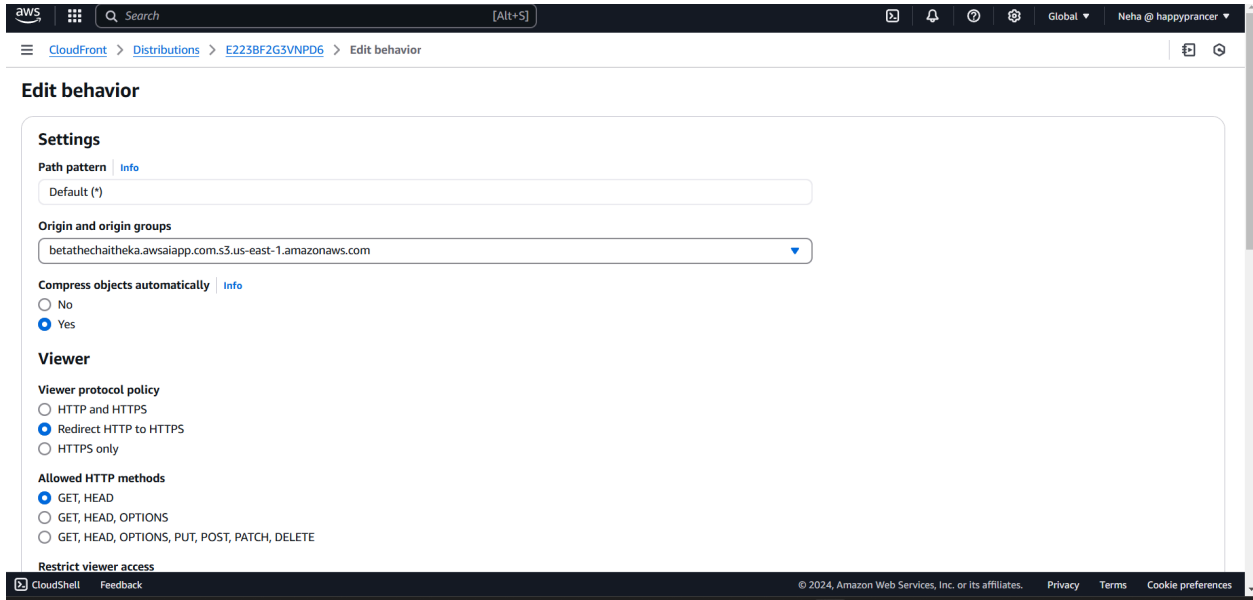 aws Search [Alt+S] Global Neha @ happyprancer
CloudFront > Distributions > E223BF2G3VNPD6 > Edit behavior
Edit behavior
Settings
Path pattern Info
Default (*)
Origin and origin groups
betathechaitheka.awsaiapp.com.s3.us-east-1.amazonaws.com
Compress objects automatically Info
No
Yes
Viewer
Viewer protocol policy
HTTP and HTTPS
Redirect HTTP to HTTPS
HTTPS only
Allowed HTTP methods
GET, HEAD
GET, HEAD, OPTIONS
GET, HEAD, OPTIONS, PUT, POST, PATCH, DELETE
Restrict viewer access
CloudShell Feedback © 2024, Amazon Web Services, Inc. or its affiliates. Privacy Terms Cookie preferences